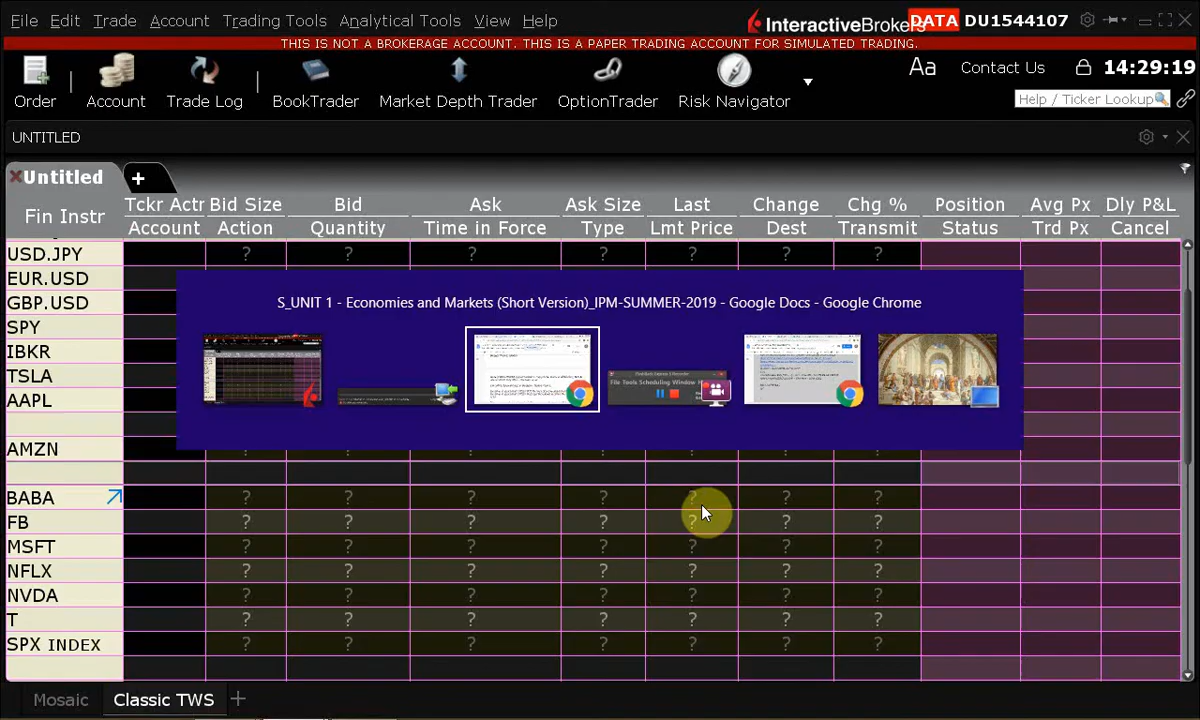 File Edit Trade Account Trading Tools Analytical Tools View Help
InteractiveBrokers DATA DU1544107
THIS IS NOT A BROKERAGE ACCOUNT. THIS IS A PAPER TRADING ACCOUNT FOR SIMULATED TRADING.
Order Account Trade Log BookTrader Market Depth Trader OptionTrader Risk Navigator
Aa Contact Us 14:29:19
Help / Ticker Lookup
UNTITLED
Untitled +
Fin Instr
Tckr Actn Bid Size Bid Ask Ask Size Last Change Chg % Position Avg Px Dly P&L
Account Action Quantity Time in Force Type Lmt Price Dest Transmit Status Trd Px Cancel
USD.JPY ? ? ? ? ? ? ?
EUR.USD
GBP.USD
SPY
IBKR
TSLA
AAPL
AMZN
S_UNIT 1 - Economies and Markets (Short Version)_IPM-SUMMER-2019 - Google Docs - Google Chrome
File Tools Scheduling Window
BABA ? ? ? ? ? ? ?
FB ? ? ? ? ? ? ?
MSFT ? ? ? ? ? ? ?
NFLX ? ? ? ? ? ? ?
NVDA ? ? ? ? ? ? ?
T ? ? ? ? ? ? ?
SPX INDEX ? ? ? ? ? ? ?
Mosaic Classic TWS +